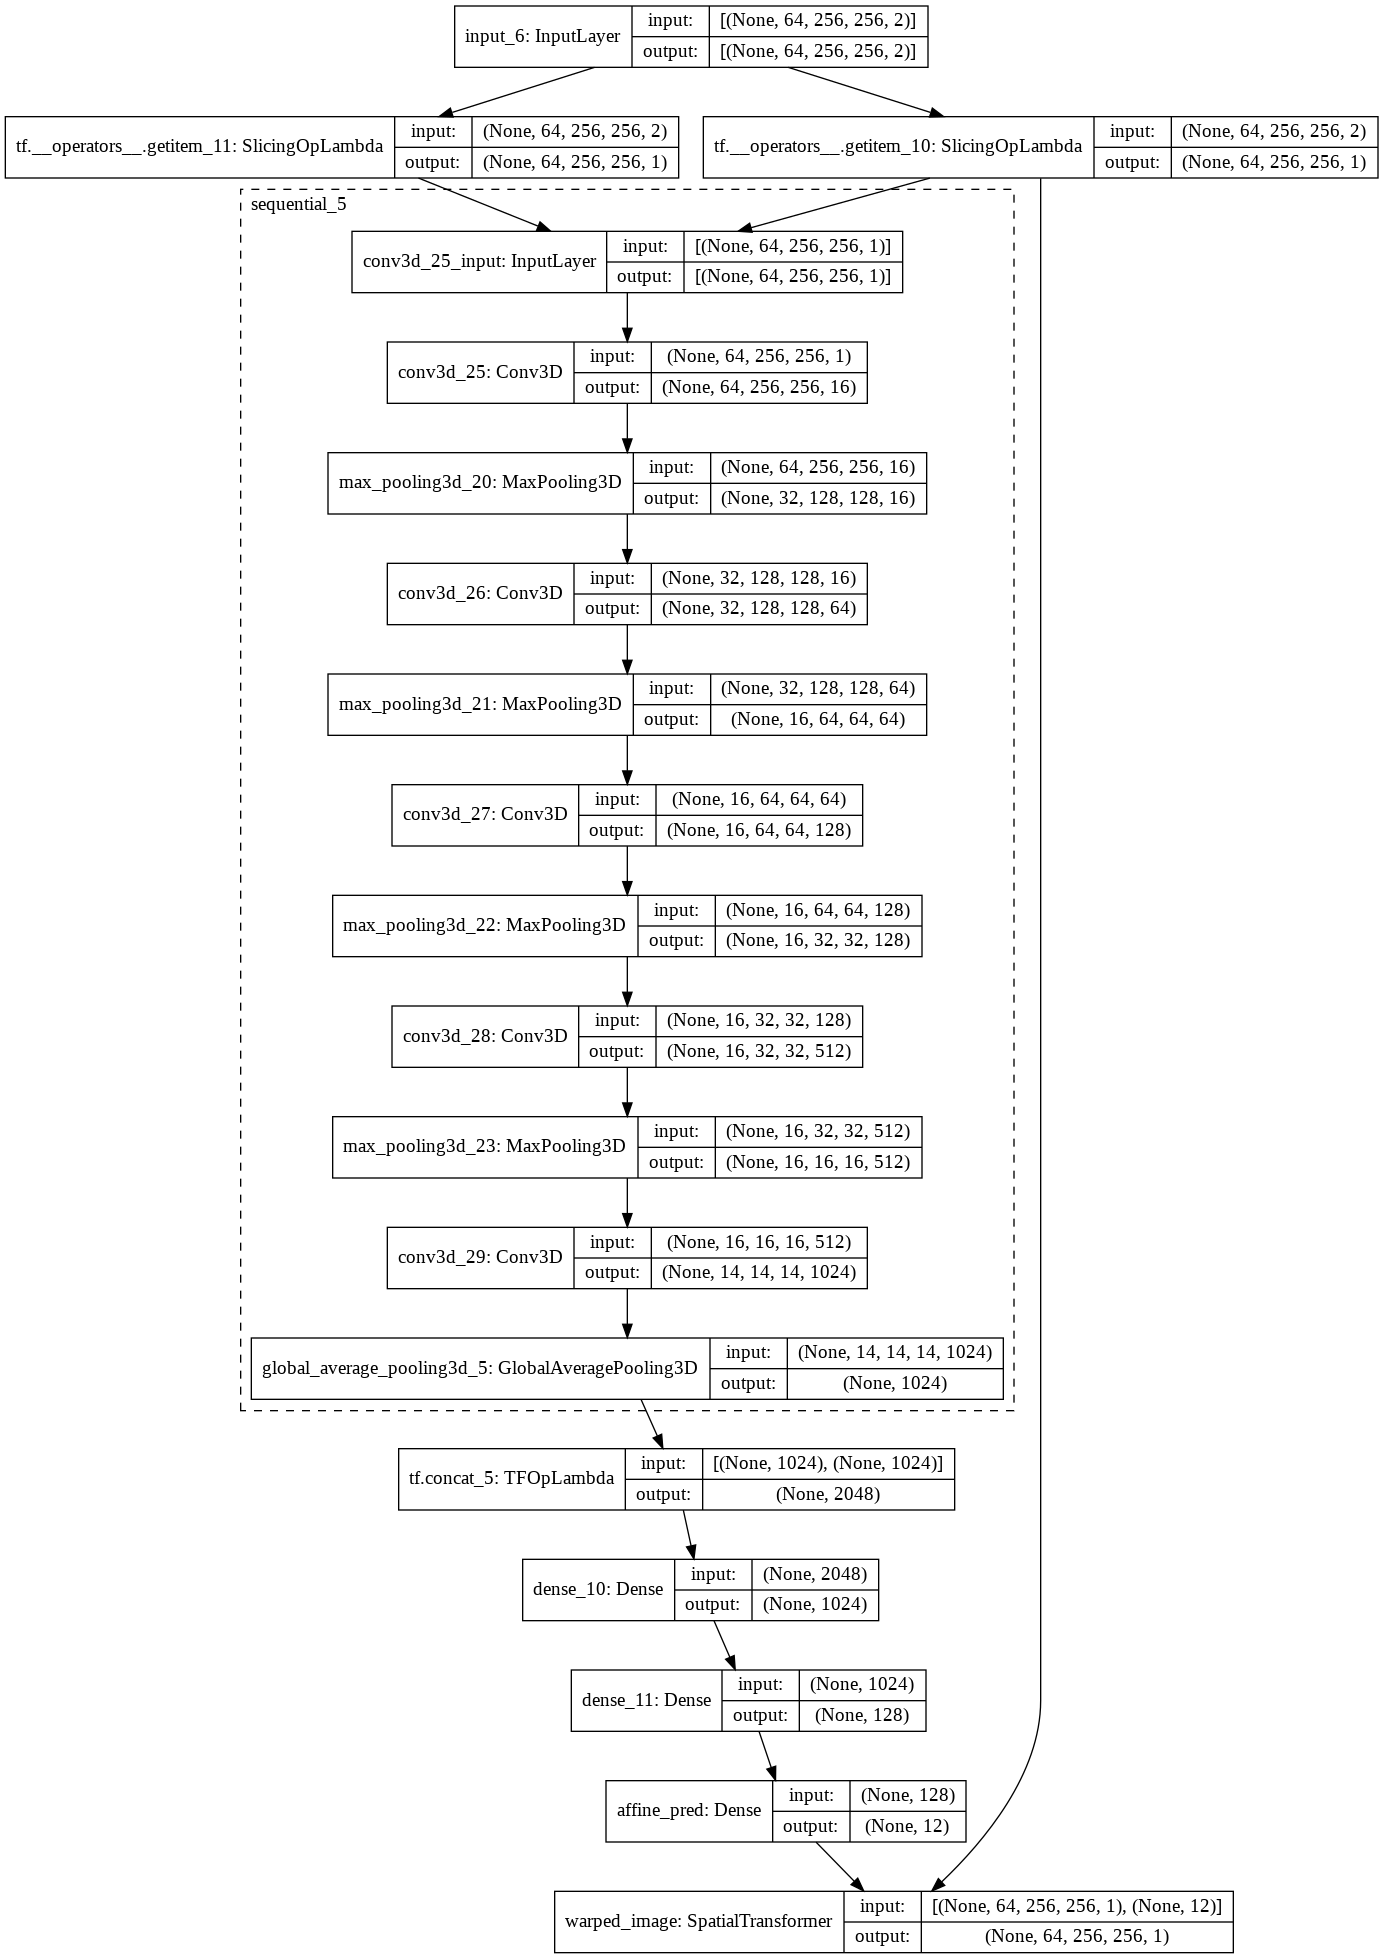 input_6: InputLayer
input:
[(None, 64, 256, 256, 2)]
output:
[(None, 64, 256, 256, 2)]
tf.__operators__.getitem_11: SlicingOpLambda
input:
(None, 64, 256, 256, 2)
output:
(None, 64, 256, 256, 1)
tf.__operators__.getitem_10: SlicingOpLambda
input:
(None, 64, 256, 256, 2)
output:
(None, 64, 256, 256, 1)
sequential_5
conv3d_25_input: InputLayer
input:
[(None, 64, 256, 256, 1)]
output:
[(None, 64, 256, 256, 1)]
conv3d_25: Conv3D
input:
(None, 64, 256, 256, 1)
output:
(None, 64, 256, 256, 16)
max_pooling3d_20: MaxPooling3D
input:
(None, 64, 256, 256, 16)
output:
(None, 32, 128, 128, 16)
conv3d_26: Conv3D
input:
(None, 32, 128, 128, 16)
output:
(None, 32, 128, 128, 64)
max_pooling3d_21: MaxPooling3D
input:
(None, 32, 128, 128, 64)
output:
(None, 16, 64, 64, 64)
conv3d_27: Conv3D
input:
(None, 16, 64, 64, 64)
output:
(None, 16, 64, 64, 128)
max_pooling3d_22: MaxPooling3D
input:
(None, 16, 64, 64, 128)
output:
(None, 16, 32, 32, 128)
conv3d_28: Conv3D
input:
(None, 16, 32, 32, 128)
output:
(None, 16, 32, 32, 512)
max_pooling3d_23: MaxPooling3D
input:
(None, 16, 32, 32, 512)
output:
(None, 16, 16, 16, 512)
conv3d_29: Conv3D
input:
(None, 16, 16, 16, 512)
output:
(None, 14, 14, 14, 1024)
global_average_pooling3d_5: GlobalAveragePooling3D
input:
(None, 14, 14, 14, 1024)
output:
(None, 1024)
tf.concat_5: TFOpLambda
input:
[(None, 1024), (None, 1024)]
output:
(None, 2048)
dense_10: Dense
input:
(None, 2048)
output:
(None, 1024)
dense_11: Dense
input:
(None, 1024)
output:
(None, 128)
affine_pred: Dense
input:
(None, 128)
output:
(None, 12)
warped_image: SpatialTransformer
input:
[(None, 64, 256, 256, 1), (None, 12)]
output:
(None, 64, 256, 256, 1)